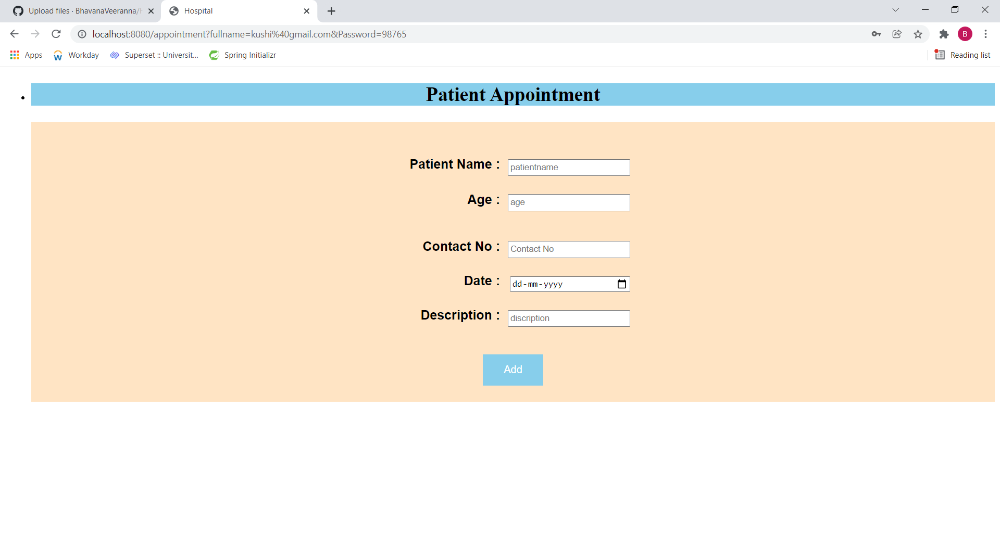 Upload files · BhavanaVeeranna/
Hospital
localhost:8080/appointment?fullname=kushi%40gmail.com&Password=98765
B
Apps
Workday
Superset :: Universit...
Spring Initializr
Reading list
Patient Appointment
Patient Name :
patientname
Age :
age
Contact No :
Contact No
Date :
dd-mm-yyyy
Description :
discription
Add